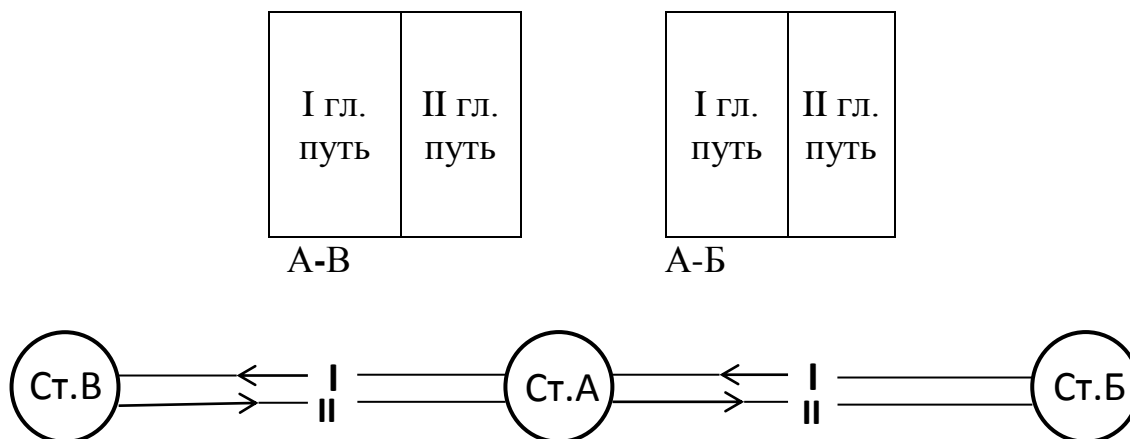 I гл.
путь
II гл.
путь
I гл.
путь
II гл.
путь
А-В
А-Б
Ст.В
I
II
Ст.А
I
II
Ст.Б